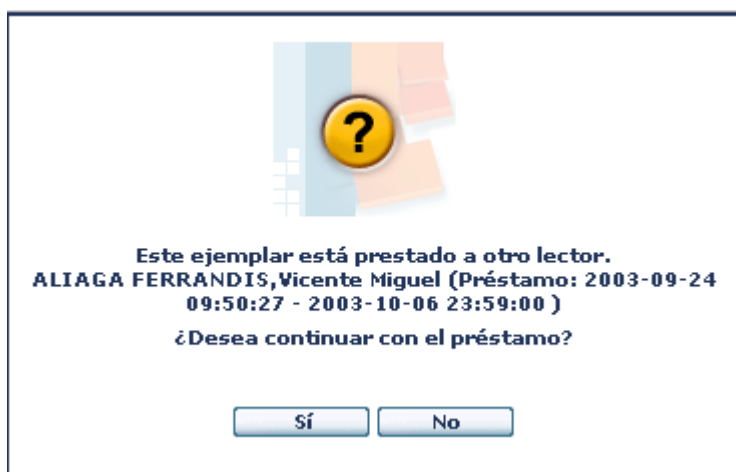 ?
Este ejemplar está prestado a otro lector.
ALIAGA FERRANDIS,Vicente Miguel (Préstamo: 2003-09-24
09:50:27 - 2003-10-06 23:59:00 )
¿Desea continuar con el préstamo?
Sí No